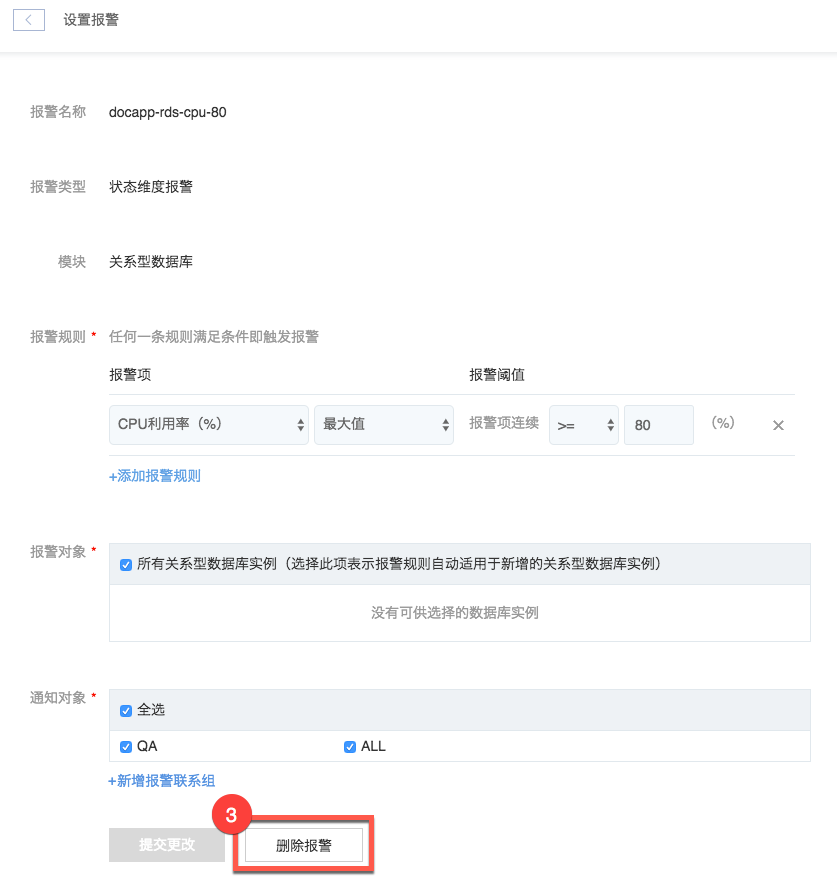 设置报警
报警名称 docapp-rds-cpu-80
报警类型 状态维度报警
模块 关系型数据库
报警规则 * 任何一条规则满足条件即触发报警
报警项 报警阈值
CPU利用率（%） 最大值 报警项连续 >= 80 （%） ×
+添加报警规则
报警对象 * 所有关系型数据库实例（选择此项表示报警规则自动适用于新增的关系型数据库实例）
没有可供选择的数据库实例
通知对象 * 全选
QA ALL
+新增报警联系组
3
提交更改 删除报警